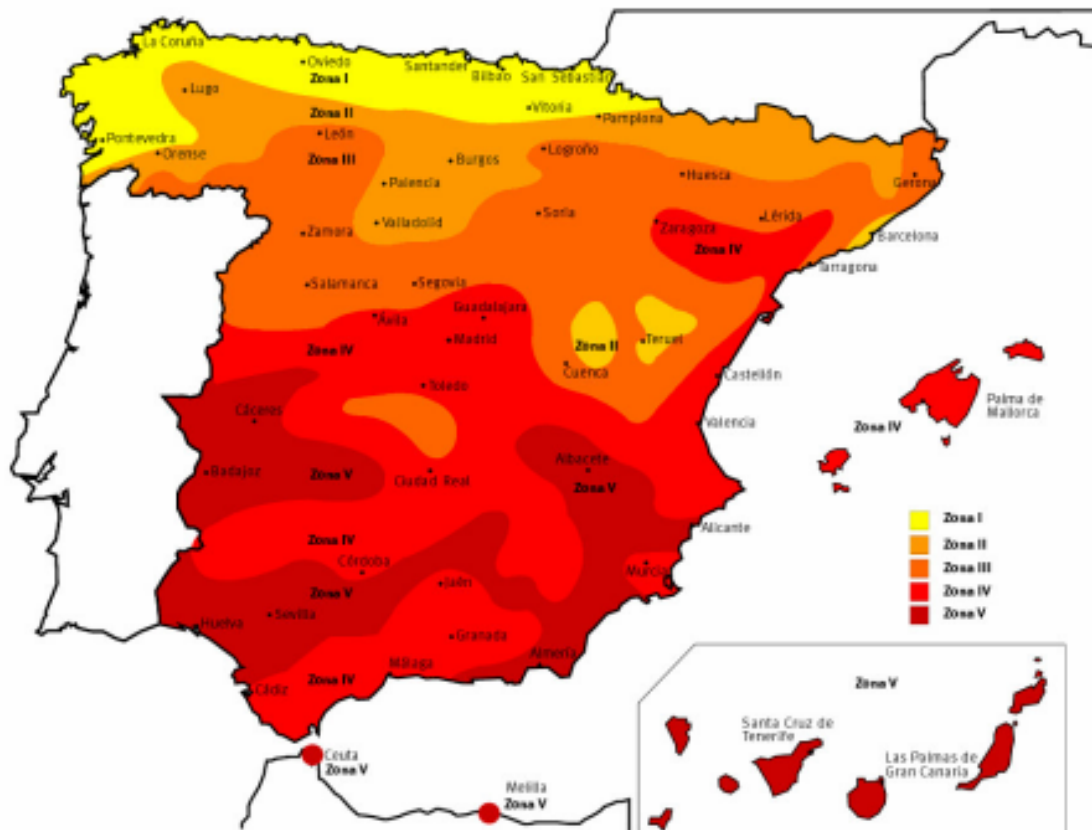 La Coruña
Oviedo
Santander
Bilbao
San Sebastián
Zona I
Lugo
Vitoria
Zona II
Pamplona
León
Pontevedra
Orense
Zona III
Burgos
Logroño
Huesca
Gerona
Palencia
Soria
Valladolid
Zamora
Zaragoza
Lérida
Barcelona
Zona IV
Tarragona
Salamanca
Segovia
Guadalajara
Ávila
Madrid
Zona IV
Zona II
Teruel
Cuenca
Castellón
Toledo
Palma de
Mallorca
Cáceres
Valencia
Zona IV
Badajoz
Zona V
Ciudad Real
Albacete
Zona V
Alicante
Zona IV
Córdoba
Murcia
Jaén
Zona V
Sevilla
Huelva
Granada
Almería
Málaga
Cádiz
Zona IV
Zona I
Zona II
Zona III
Zona IV
Zona V
Ceuta
Zona V
Melilla
Zona V
Zona V
Santa Cruz de
Tenerife
Las Palmas de
Gran Canaria